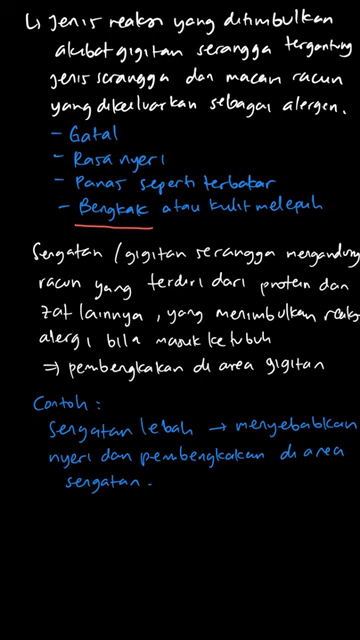 ↳ Jenis reaksi yang ditimbulkan
akibat gigitan serangga tergantung
jenis serangga dan macam racun
yang dikeluarkan sebagai alergen.
- Gatal
- Rasa nyeri
- Panas seperti terbakar
- Bengkak atau kulit melepuh
Sengatan / gigitan serangga mengandung
racun yang terdiri dari protein dan
zat lainnya, yang menimbulkan reaks
alergi bila masuk ke tubuh
⇒ pembengkakan di area gigitan
Contoh :
Sengatan lebah → menyebabkan
nyeri dan pembengkakan di area
sengatan.